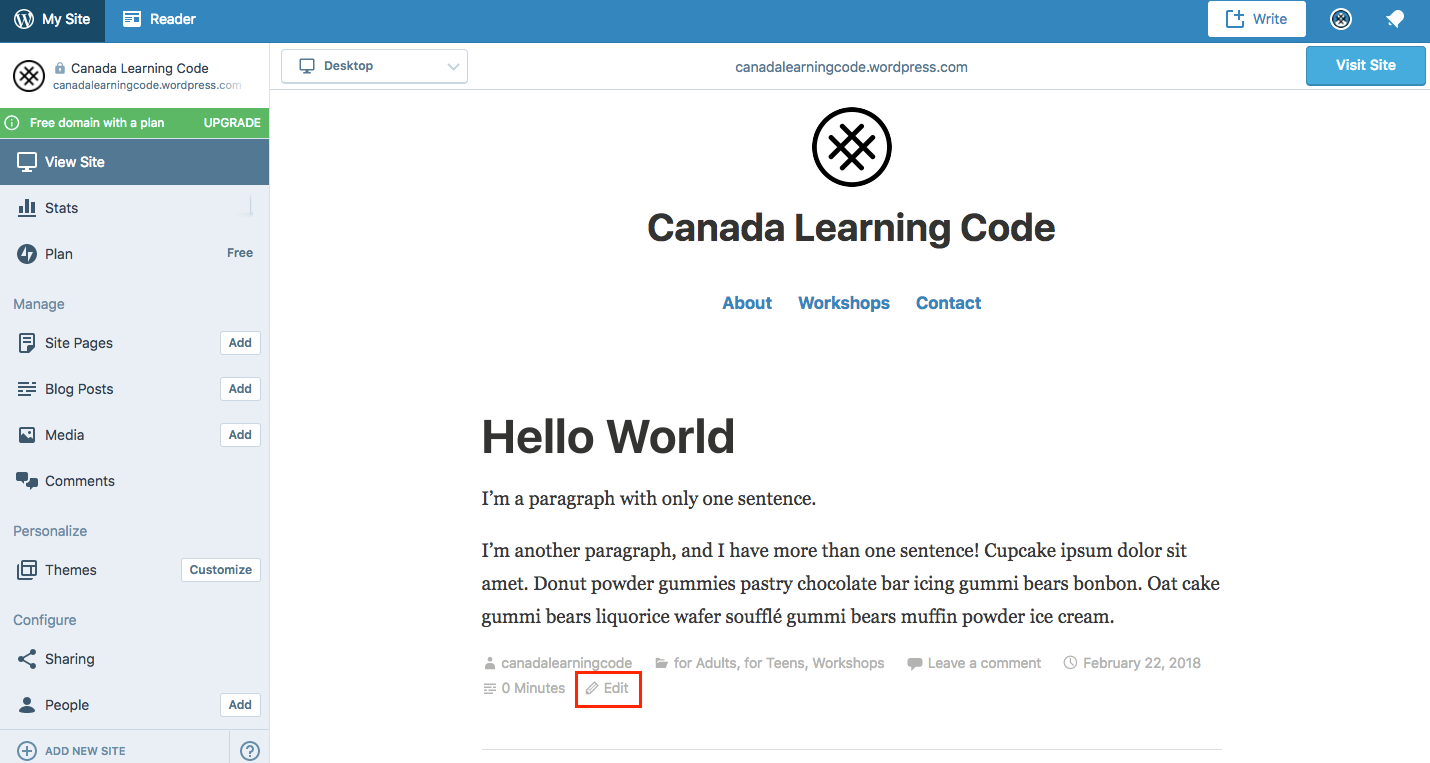 My Site
Reader
Write
Canada Learning Code
canadalearningcode.wordpress.com
Free domain with a plan UPGRADE
View Site
Stats
Plan Free
Manage
Site Pages Add
Blog Posts Add
Media Add
Comments
Personalize
Themes Customize
Configure
Sharing
People Add
ADD NEW SITE
Desktop
canadalearningcode.wordpress.com
Visit Site
Canada Learning Code
About Workshops Contact
Hello World
I’m a paragraph with only one sentence.
I’m another paragraph, and I have more than one sentence! Cupcake ipsum dolor sit
amet. Donut powder gummies pastry chocolate bar icing gummi bears bonbon. Oat cake
gummi bears liquorice wafer soufflé gummi bears muffin powder ice cream.
canadalearningcode for Adults, for Teens, Workshops Leave a comment February 22, 2018
0 Minutes Edit